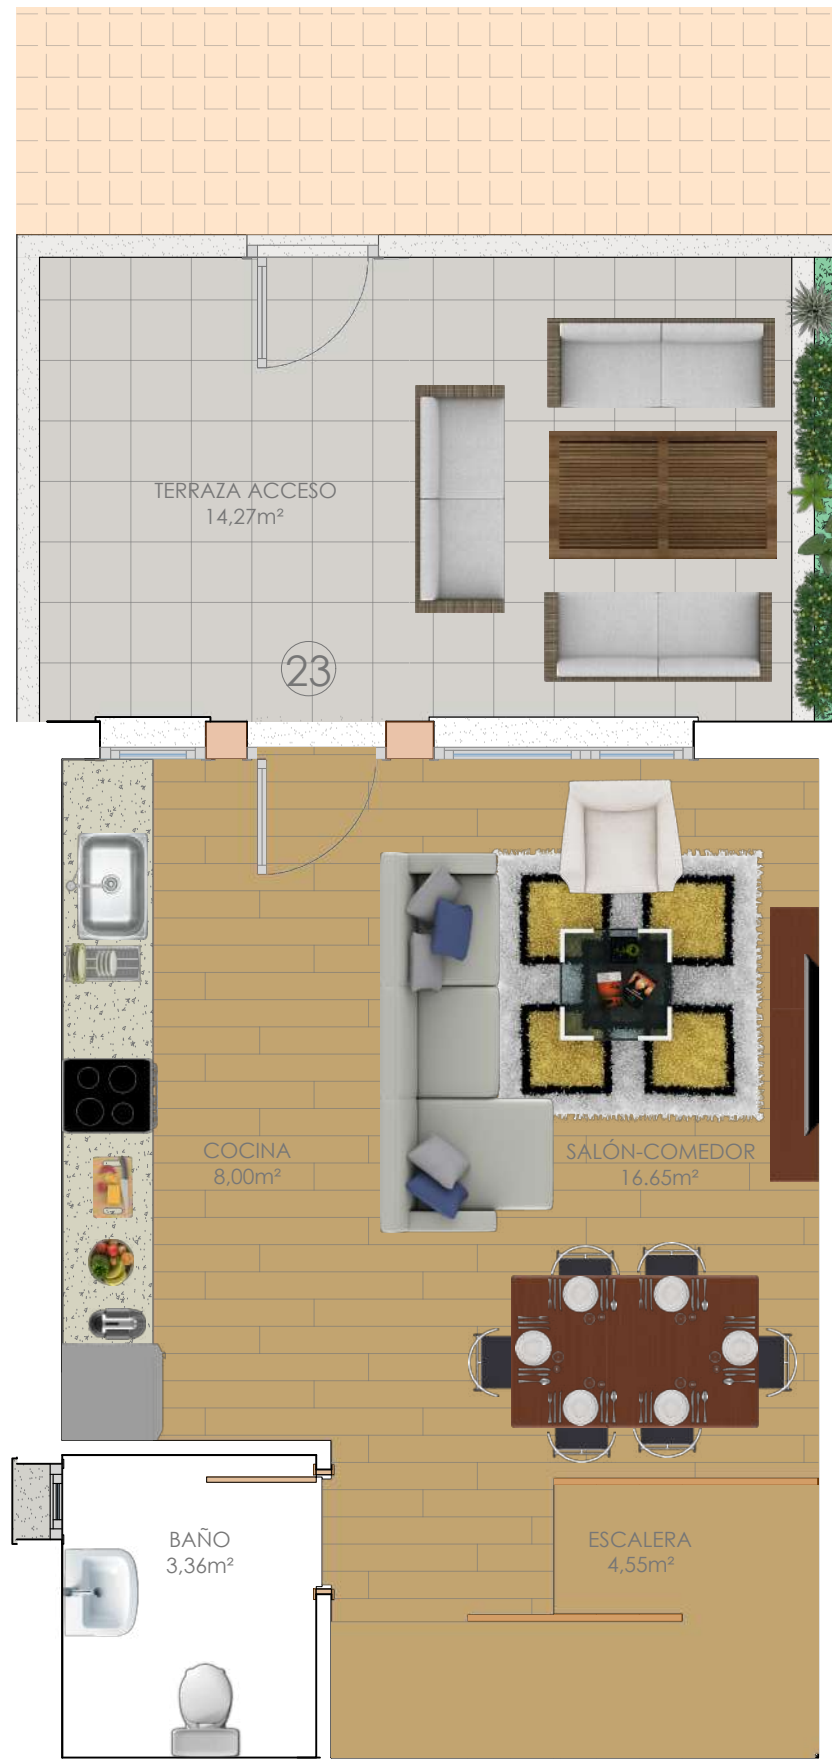 TERRAZA ACCESO
14,27m²
23
COCINA
8,00m²
SALÓN-COMEDOR
16.65m²
BAÑO
3,36m²
ESCALERA
4,55m²